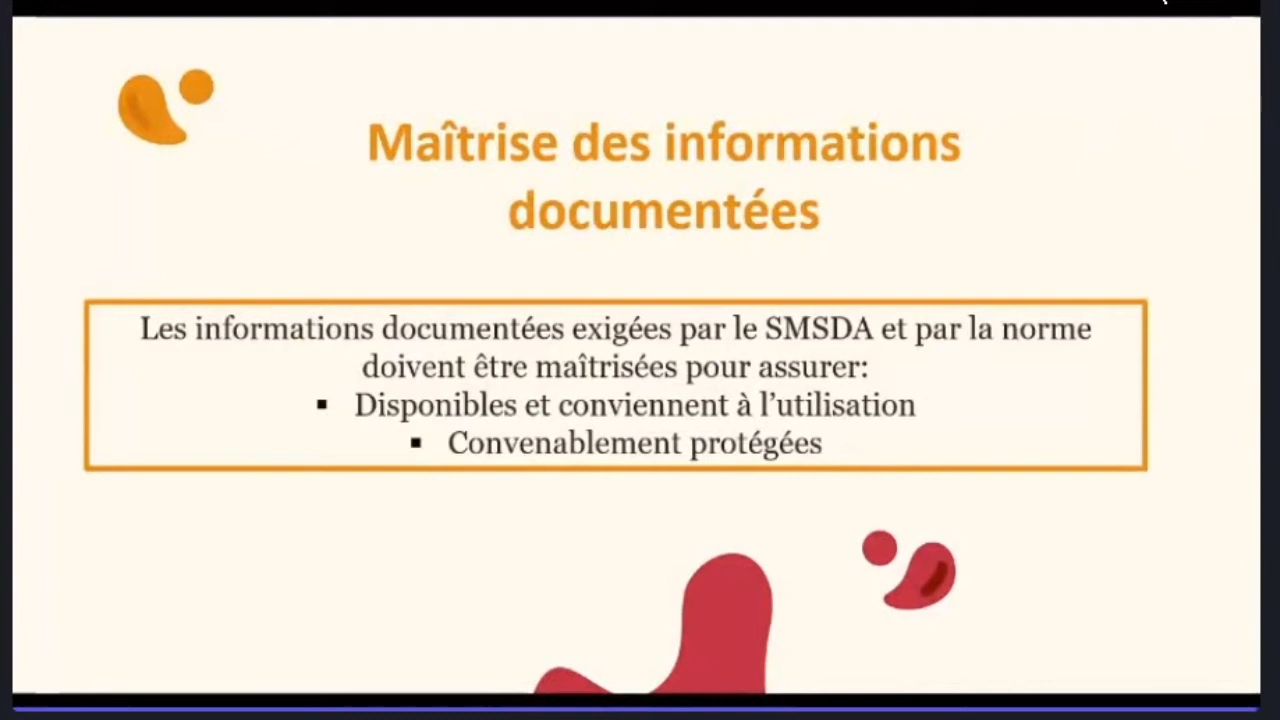 Maîtrise des informations
documentées
Les informations documentées exigées par le SMSDA et par la norme
doivent être maîtrisées pour assurer:
▪ Disponibles et conviennent à l’utilisation
▪ Convenablement protégées